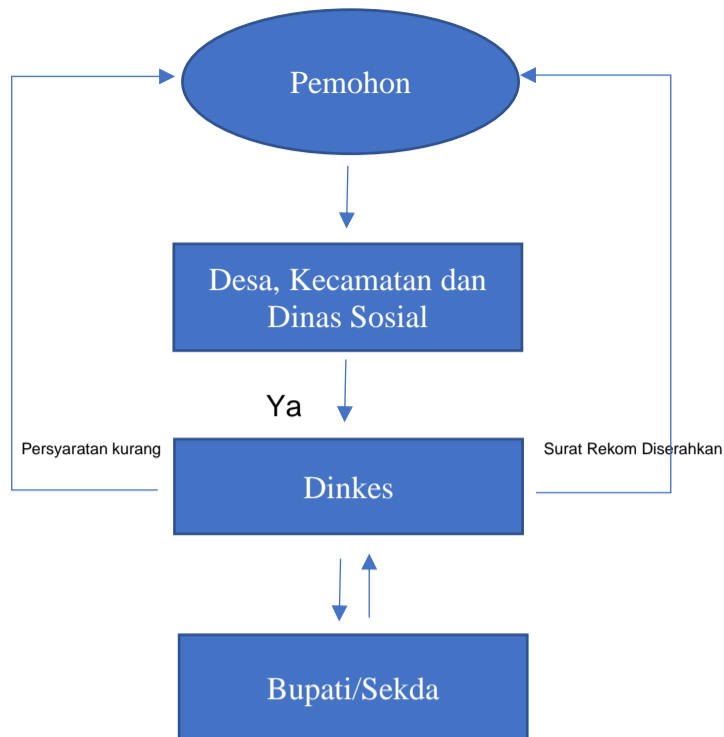 Pemohon
Desa, Kecamatan dan
Dinas Sosial
Ya
Persyaratan kurang
Surat Rekom Diserahkan
Dinkes
Bupati/Sekda